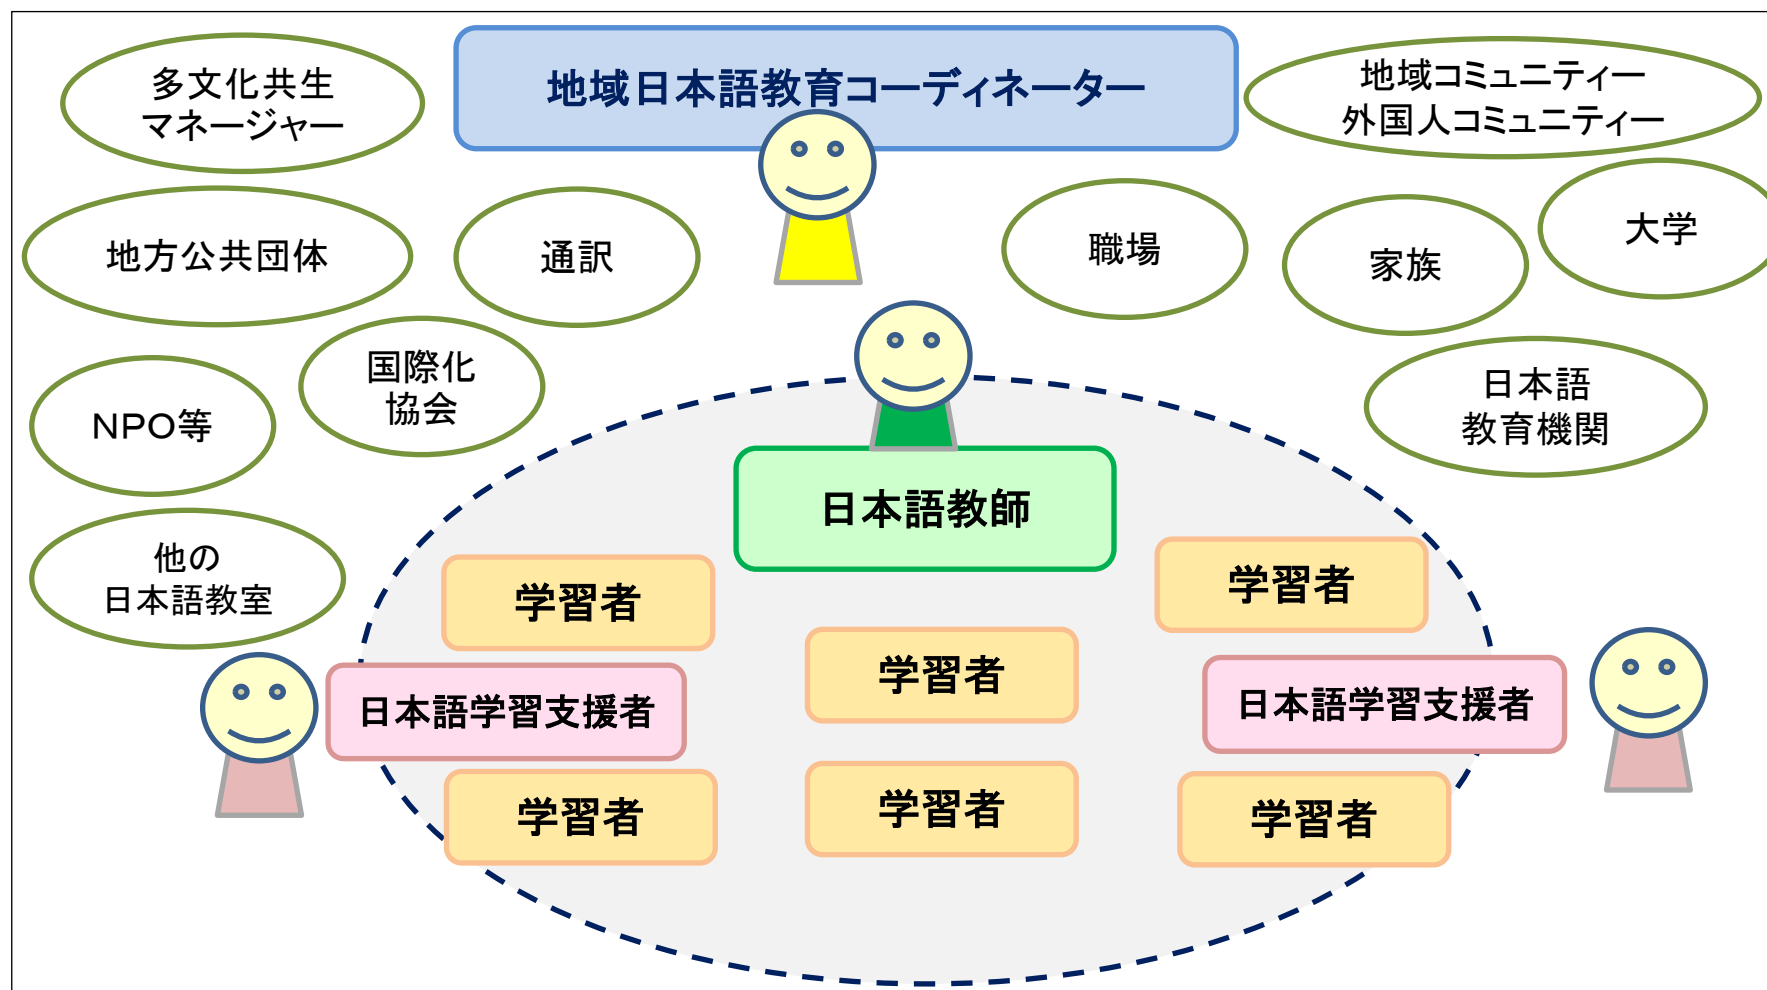 多文化共生
マネージャー
地域日本語教育コーディネーター
地域コミュニティー
外国人コミュニティー
地方公共団体
通訳
職場
家族
大学
国際化
協会
NPO等
日本語
教育機関
日本語教師
他の
日本語教室
学習者
学習者
学習者
日本語学習支援者
日本語学習支援者
学習者
学習者
学習者